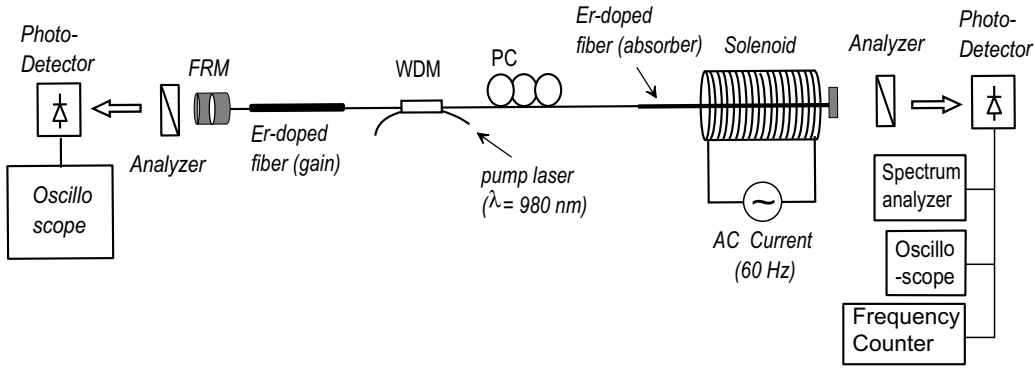 Photo-
Detector
Oscillo
scope
Analyzer
FRM
Er-doped
fiber (gain)
WDM
pump laser
(λ = 980 nm)
PC
Er-doped
fiber (absorber)
Solenoid
~
AC Current
(60 Hz)
Analyzer
Photo-
Detector
Spectrum
analyzer
Oscillo
-scope
Frequency
Counter